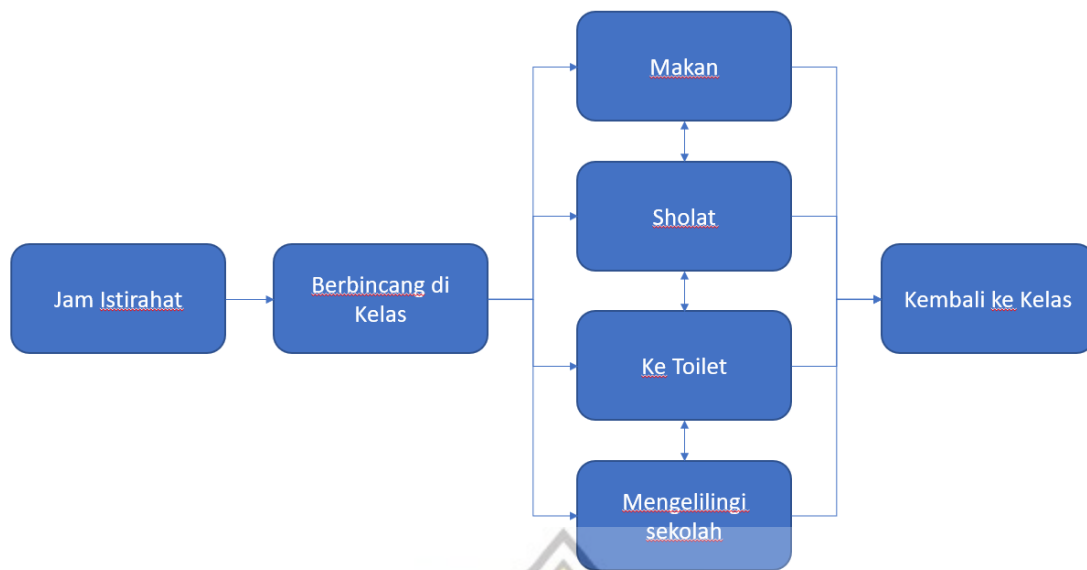 Makan
Sholat
Jam Istirahat
Berbincang di
Kelas
Kembali ke Kelas
Ke Toilet
Mengelilingi
sekolah